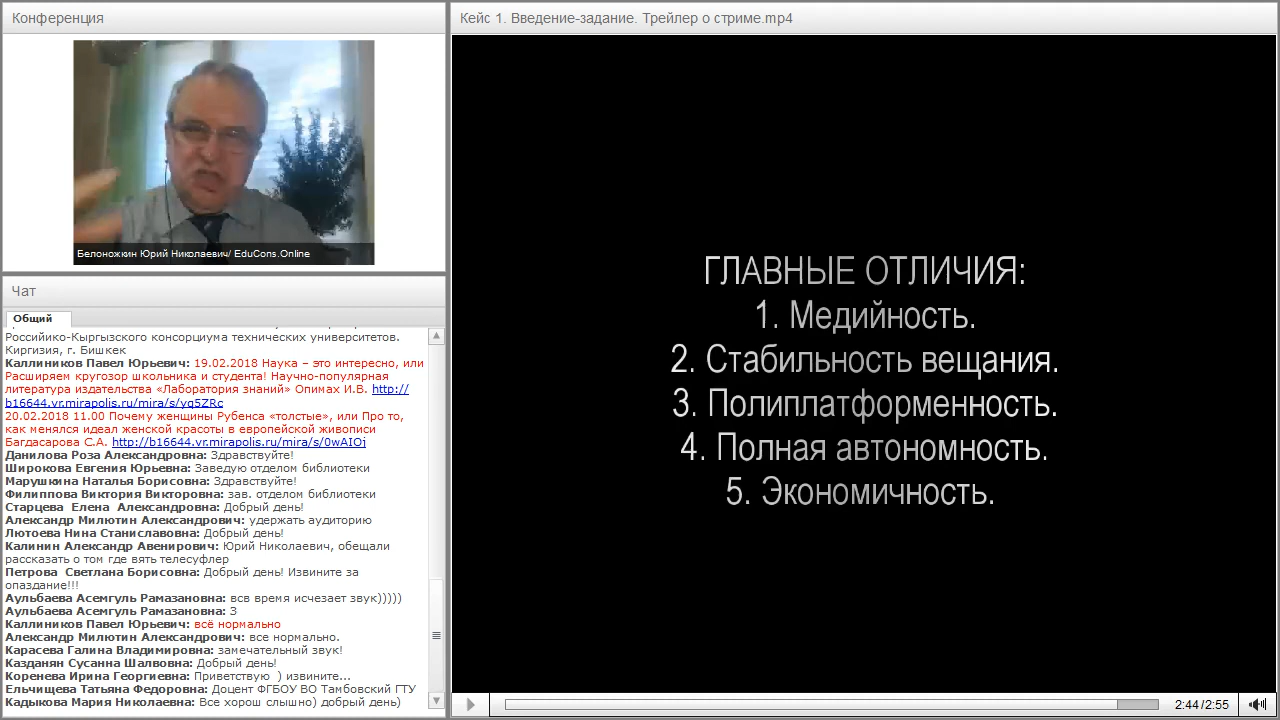 Конференция
Белоножкин Юрий Николаевич/ EduCons.Online
Чат
Общий
Российико-Кыргызского консорциума технических университетов.
Киргизия, г. Бишкек
Каллиников Павел Юрьевич: 19.02.2018 Наука – это интересно, или
Расширяем кругозор школьника и студента! Научно-популярная
литература издательства «Лаборатория знаний» Опимах И.В. http://
b16644.vr.mirapolis.ru/mira/s/yq5ZRc
20.02.2018 11.00 Почему женщины Рубенса «толстые», или Про то,
как менялся идеал женской красоты в европейской живописи
Багдасарова С.А. http://b16644.vr.mirapolis.ru/mira/s/0wAIOj
Данилова Роза Александровна: Здравствуйте!
Широкова Евгения Юрьевна: Заведую отделом библиотеки
Марушкина Наталья Борисовна: Здравствуйте!
Филиппова Виктория Викторовна: зав. отделом библиотеки
Старцева Елена Александровна: Добрый день!
Александр Милютин Александрович: удержать аудиторию
Лютоева Нина Станиславовна: Добрый день!
Калинин Александр Авенирович: Юрий Николаевич, обещали
рассказать о том где вять телесуфлер
Петрова Светлана Борисовна: Добрый день! Извините за
опаздание!!!
Аульбаева Асемгуль Рамазановна: всв время исчезает звук)))))
Аульбаева Асемгуль Рамазановна: 3
Каллиников Павел Юрьевич: всё нормально
Александр Милютин Александрович: все нормально.
Карасева Галина Владимировна: замечательный звук!
Казданян Сусанна Шалвовна: Добрый день!
Коренева Ирина Георгиевна: Приветствую ) извините...
Ельчищева Татьяна Федоровна: Доцент ФГБОУ ВО Тамбовский ГТУ
Кадыкова Мария Николаевна: Все хорош слышно) добрый день)
Кейс 1. Введение-задание. Трейлер о стриме.mp4
ГЛАВНЫЕ ОТЛИЧИЯ:
1. Медийность.
2. Стабильность вещания.
3. Полиплатформенность.
4. Полная автономность.
5. Экономичность.
2:44/2:55